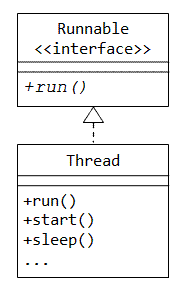 Runnable
<<interface>>
+run()
Thread
+run()
+start()
+sleep()
...